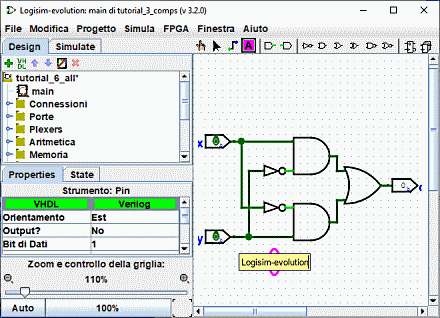 Logisim-evolution: main di tutorial_3_comps (v 3.2.0)
File Modifica Progetto Simula FPGA Finestra Aiuto
Design Simulate
VHDL
A
tutorial_6_all*
main
Connessioni
Porte
Plexers
Aritmetica
Memoria
Properties State
Strumento: Pin
VHDL Verilog
Orientamento Est
Output? No
Bit di Dati 1
Zoom e controllo della griglia:
110%
Auto 100%
x 0
y 0
0
Logisim-evolution